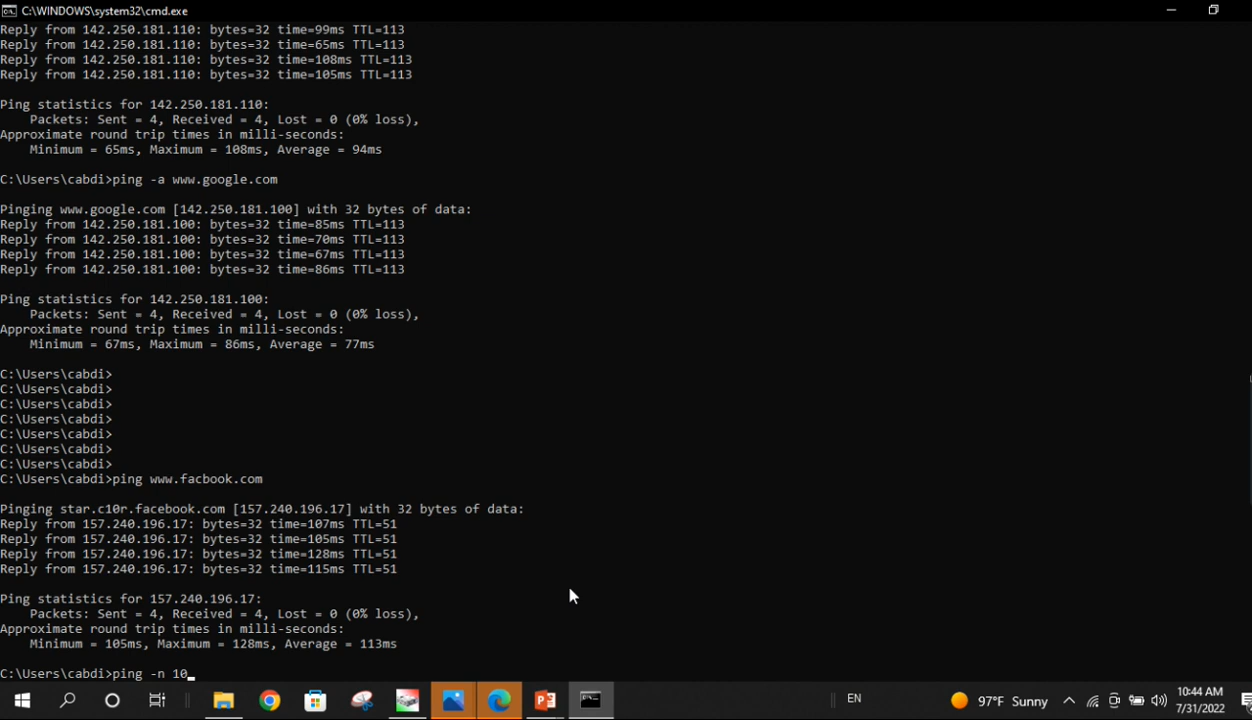 C:\WINDOWS\system32\cmd.exe
Reply from 142.250.181.110: bytes=32 time=99ms TTL=113
Reply from 142.250.181.110: bytes=32 time=65ms TTL=113
Reply from 142.250.181.110: bytes=32 time=108ms TTL=113
Reply from 142.250.181.110: bytes=32 time=105ms TTL=113
Ping statistics for 142.250.181.110:
Packets: Sent = 4, Received = 4, Lost = 0 (0% loss),
Approximate round trip times in milli-seconds:
Minimum = 65ms, Maximum = 108ms, Average = 94ms
C:\Users\cabdi>ping -a www.google.com
Pinging www.google.com [142.250.181.100] with 32 bytes of data:
Reply from 142.250.181.100: bytes=32 time=85ms TTL=113
Reply from 142.250.181.100: bytes=32 time=70ms TTL=113
Reply from 142.250.181.100: bytes=32 time=67ms TTL=113
Reply from 142.250.181.100: bytes=32 time=86ms TTL=113
Ping statistics for 142.250.181.100:
Packets: Sent = 4, Received = 4, Lost = 0 (0% loss),
Approximate round trip times in milli-seconds:
Minimum = 67ms, Maximum = 86ms, Average = 77ms
C:\Users\cabdi>
C:\Users\cabdi>
C:\Users\cabdi>
C:\Users\cabdi>
C:\Users\cabdi>
C:\Users\cabdi>
C:\Users\cabdi>
C:\Users\cabdi>ping www.facbook.com
Pinging star.c10r.facebook.com [157.240.196.17] with 32 bytes of data:
Reply from 157.240.196.17: bytes=32 time=107ms TTL=51
Reply from 157.240.196.17: bytes=32 time=105ms TTL=51
Reply from 157.240.196.17: bytes=32 time=128ms TTL=51
Reply from 157.240.196.17: bytes=32 time=115ms TTL=51
Ping statistics for 157.240.196.17:
Packets: Sent = 4, Received = 4, Lost = 0 (0% loss),
Approximate round trip times in milli-seconds:
Minimum = 105ms, Maximum = 128ms, Average = 113ms
C:\Users\cabdi>ping -n 10_
EN
97°F Sunny
10:44 AM
7/31/2022